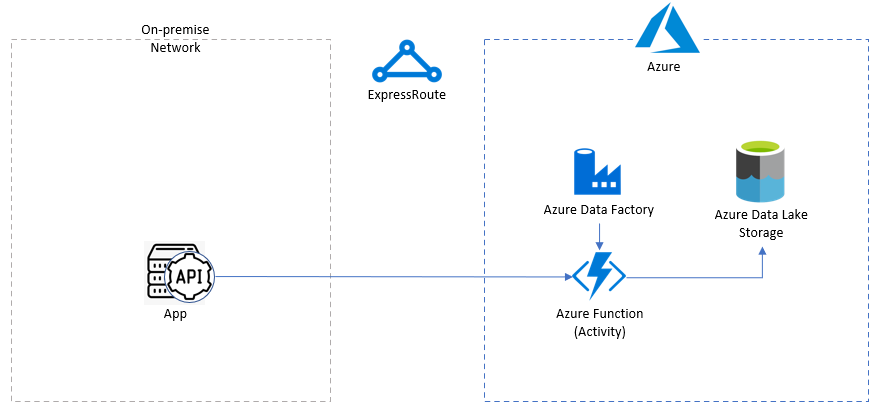 On-premise
Network
ExpressRoute
Azure
Azure Data Factory
Azure Data Lake
Storage
API
App
Azure Function
(Activity)